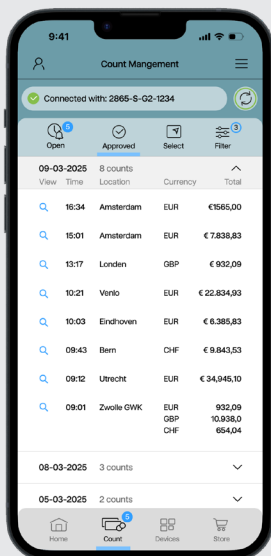 9:41
Count Mangement
Connected with: 2865-S-G2-1234
5
3
Open Approved Select Filter
09-03-2025 8 counts
View Time Location Currency Total
16:34 Amsterdam EUR €1565,00
15:01 Amsterdam EUR € 7.838,83
13:17 Londen GBP € 932,09
10:21 Venlo EUR € 22.834,93
10:03 Eindhoven EUR € 6.385,83
09:43 Bern CHF € 9.843,53
09:12 Utrecht EUR € 34,945,10
09:01 Zwolle GWK EUR 932,09
GBP 10.938,0
CHF 654,04
08-03-2025 3 counts
05-03-2025 2 counts
5
Home Count Devices Store